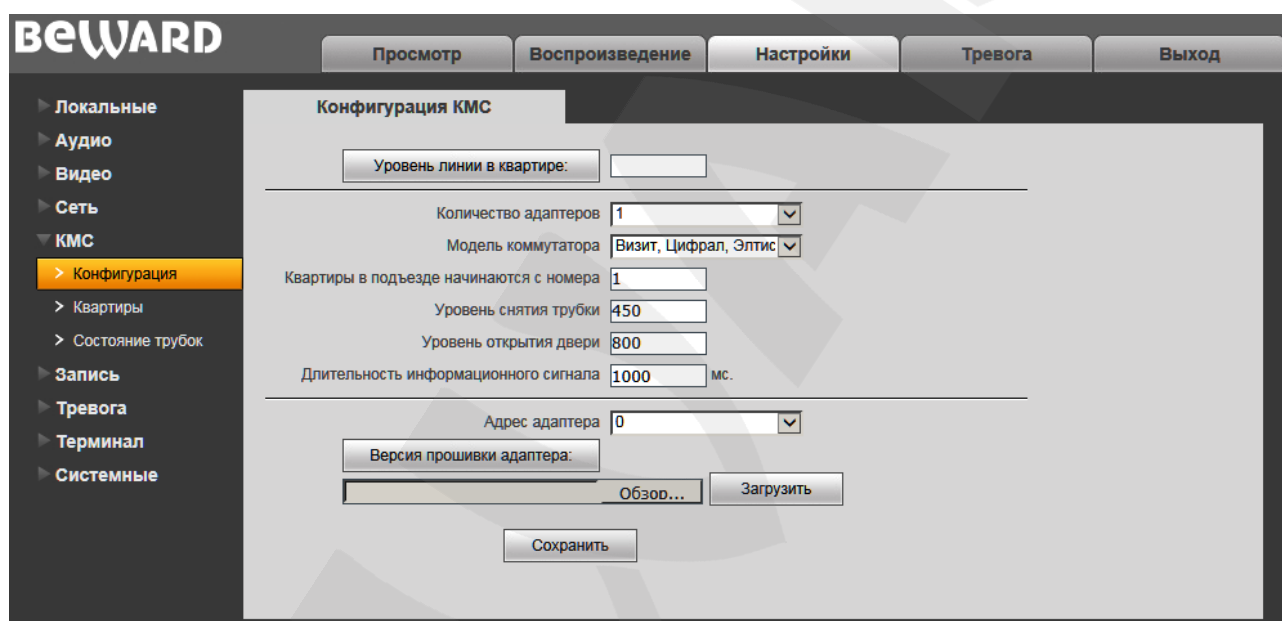 BEWARD
Просмотр Воспроизведение Настройки Тревога Выход
Локальные
Аудио
Видео
Сеть
КМС
Конфигурация
Квартиры
Состояние трубок
Запись
Тревога
Терминал
Системные
Конфигурация КМС
Уровень линии в квартире:
Количество адаптеров 1
Модель коммутатора Визит, Цифрал, Элтис
Квартиры в подъезде начинаются с номера 1
Уровень снятия трубки 450
Уровень открытия двери 800
Длительность информационного сигнала 1000 мс.
Адрес адаптера 0
Версия прошивки адаптера:
Обзор... Загрузить
Сохранить